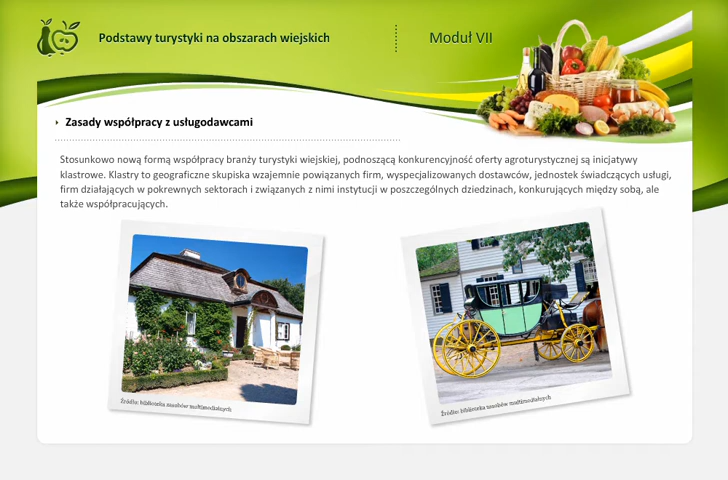 Podstawy turystyki na obszarach wiejskich
Moduł VII
Zasady współpracy z usługodawcami
Stosunkowo nową formą współpracy branży turystyki wiejskiej, podnoszącą konkurencyjność oferty agroturystycznej są inicjatywy
klastrowe. Klastry to geograficzne skupiska wzajemnie powiązanych firm, wyspecjalizowanych dostawców, jednostek świadczących usługi,
firm działających w pokrewnych sektorach i związanych z nimi instytucji w poszczególnych dziedzinach, konkurujących między sobą, ale
także współpracujących.
Źródło: biblioteka zasobów multimedialnych
Źródło: biblioteka zasobów multimedialnych